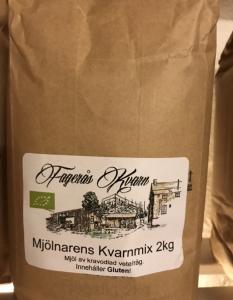 Fagerås Kvarn
Mjölnarens Kvarnmix 2kg
Mjöl av kravodlad vete/råg.
Innehåller Gluten!